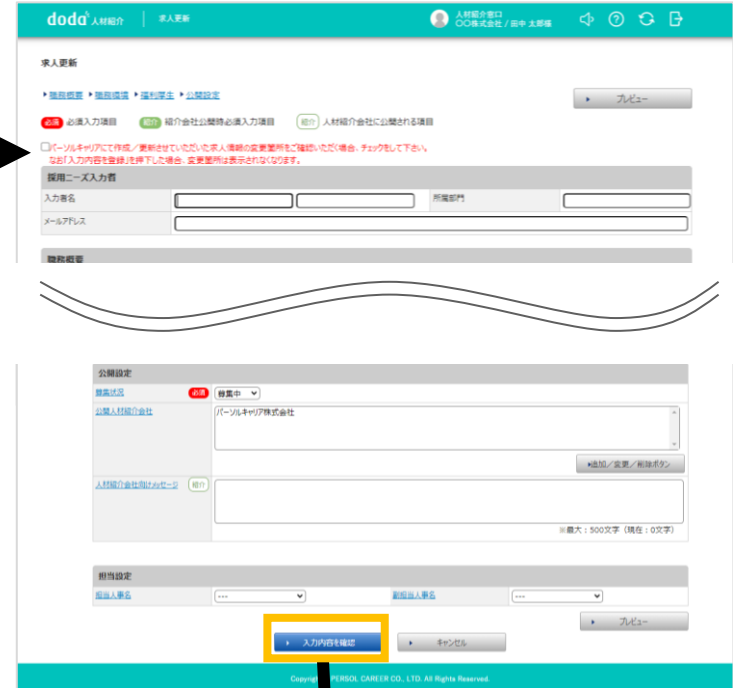 doda 人材紹介 求人更新 人材紹介窓口
〇〇株式会社 / 田中 太郎様
求人更新
職務概要 職務環境 福利厚生 公開設定
プレビュー
必須 必須入力項目 紹介 紹介会社公開時必須入力項目 紹介 人材紹介会社に公開される項目
パーソルキャリアにて作成/更新させていただいた求人情報の変更箇所をご確認いただく場合、チェックをして下さい。
なお「入力内容を登録」を押下した場合、変更箇所は表示されなくなります。
採用ニーズ入力者
入力者名 所属部門
メールアドレス
職務概要
公開設定
募集状況 必須 募集中
公開人材紹介会社 パーソルキャリア株式会社
追加/変更/削除ボタン
人材紹介会社向けメッセージ 紹介
※最大:500文字(現在:0文字)
担当設定
担当人事名 --- 副担当人事名 ---
プレビュー
入力内容を確認 キャンセル
PERSOL CAREER CO., LTD. All Rights Reserved.